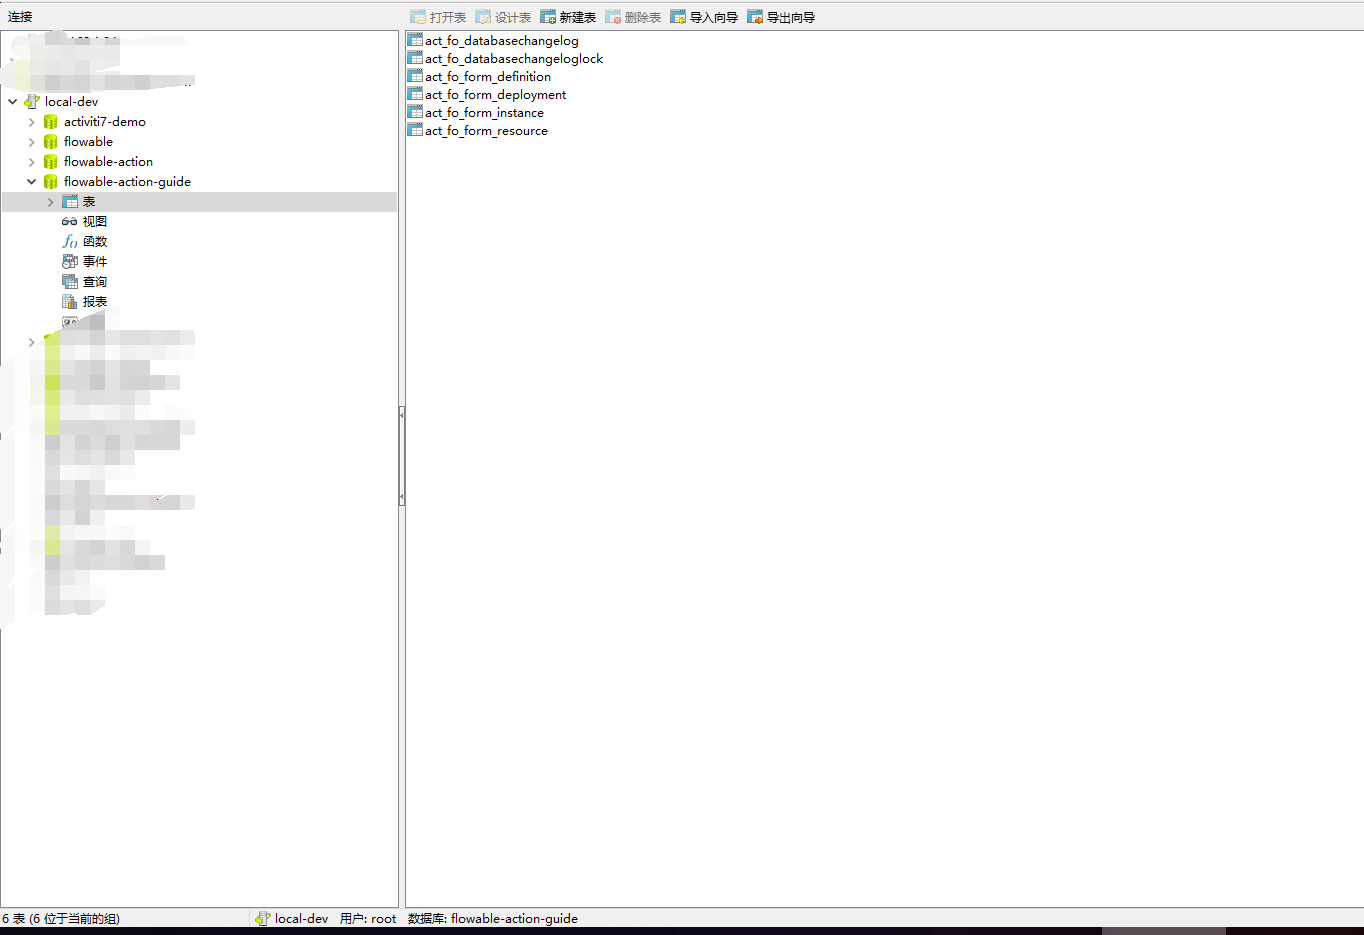 连接
打开表 设计表 新建表 删除表 导入向导 导出向导
local-dev
activiti7-demo
flowable
flowable-action
flowable-action-guide
表
视图
函数
事件
查询
报表
act_fo_databasechangelog
act_fo_databasechangeloglock
act_fo_form_definition
act_fo_form_deployment
act_fo_form_instance
act_fo_form_resource
6 表 (6 位于当前的组) local-dev 用户: root 数据库: flowable-action-guide